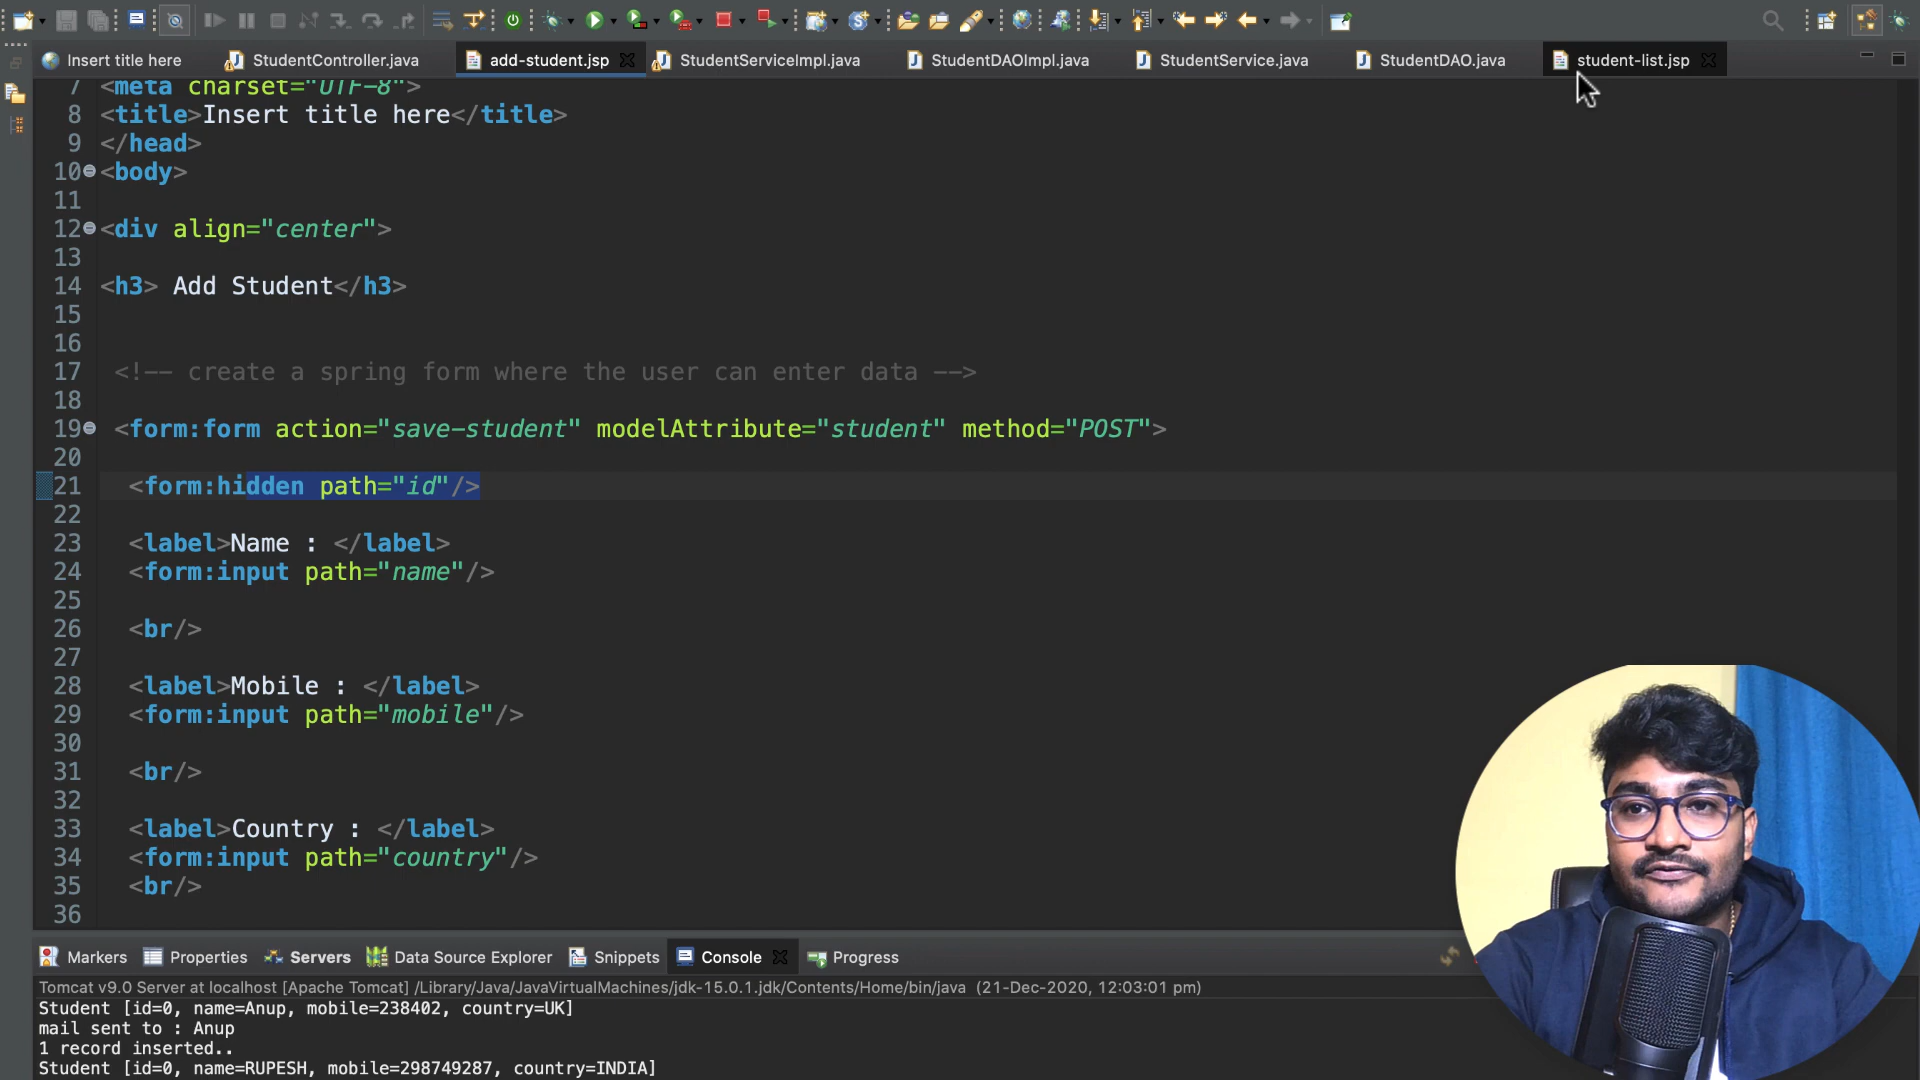 Insert title here
StudentController.java
add-student.jsp
StudentServiceImpl.java
StudentDAOImpl.java
StudentService.java
StudentDAO.java
student-list.jsp
7 <meta charset="UTF-8">
8 <title>Insert title here</title>
9 </head>
10 <body>
11
12 <div align="center">
13
14 <h3> Add Student</h3>
15
16
17 <!-- create a spring form where the user can enter data -->
18
19 <form:form action="save-student" modelAttribute="student" method="POST">
20
21 <form:hidden path="id"/>
22
23 <label>Name : </label>
24 <form:input path="name"/>
25
26 <br/>
27
28 <label>Mobile : </label>
29 <form:input path="mobile"/>
30
31 <br/>
32
33 <label>Country : </label>
34 <form:input path="country"/>
35 <br/>
36
Markers
Properties
Servers
Data Source Explorer
Snippets
Console
Progress
Tomcat v9.0 Server at localhost [Apache Tomcat] /Library/Java/JavaVirtualMachines/jdk-15.0.1.jdk/Contents/Home/bin/java (21-Dec-2020, 12:03:01 pm)
Student [id=0, name=Anup, mobile=238402, country=UK]
mail sent to : Anup
1 record inserted..
Student [id=0, name=RUPESH, mobile=298749287, country=INDIA]